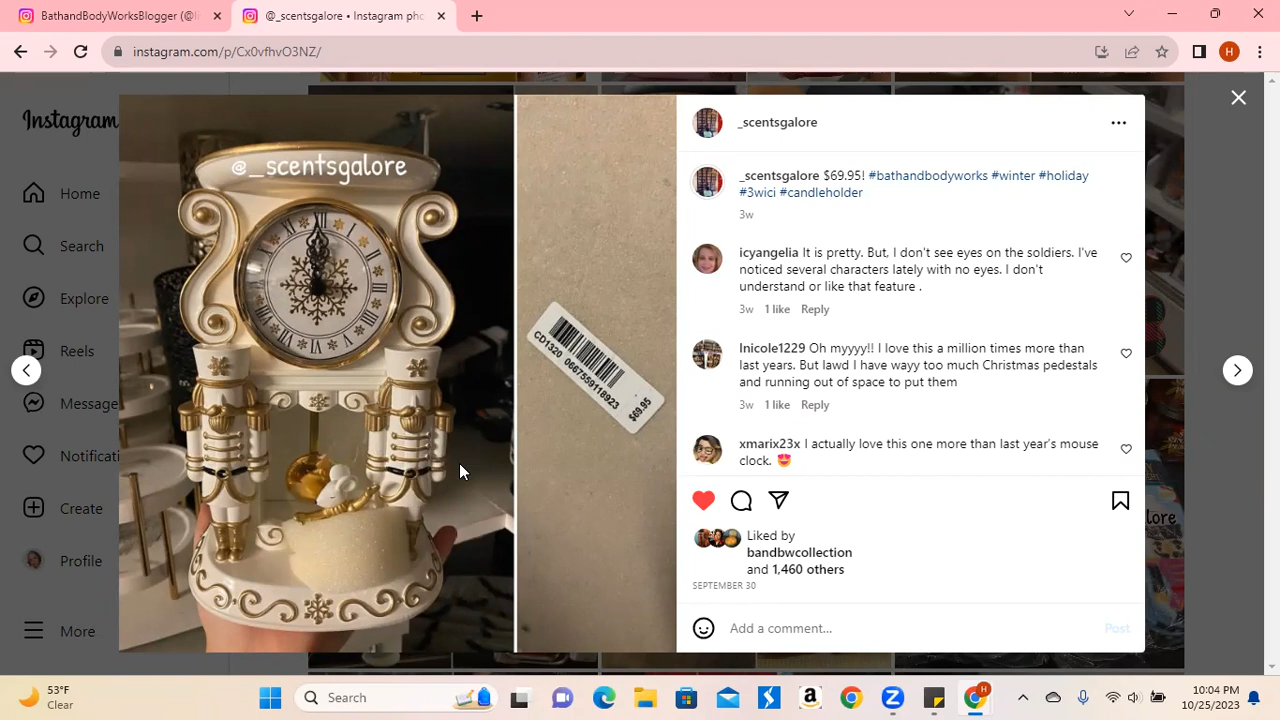 BathandBodyWorksBlogger (@li
@_scentsgalore • Instagram pho
instagram.com/p/Cx0vfhvO3NZ/
H
Instagram
Home
Search
Explore
Reels
Message
Notificati
Create
Profile
More
@_scentsgalore
CD1320 0667559118923
$69.95
_scentsgalore
_scentsgalore $69.95! #bathandbodyworks #winter #holiday
#3wici #candleholder
3w
icyangelia It is pretty. But, I don't see eyes on the soldiers. I've
noticed several characters lately with no eyes. I don't
understand or like that feature .
3w 1 like Reply
lnicole1229 Oh myyyy!! I love this a million times more than
last years. But lawd I have wayy too much Christmas pedestals
and running out of space to put them
3w 1 like Reply
xmarix23x I actually love this one more than last year's mouse
clock. 😍
Liked by
bandbwcollection
and 1,460 others
SEPTEMBER 30
Add a comment...
Post
alore
53°F
Clear
Search
H
10:04 PM
10/25/2023